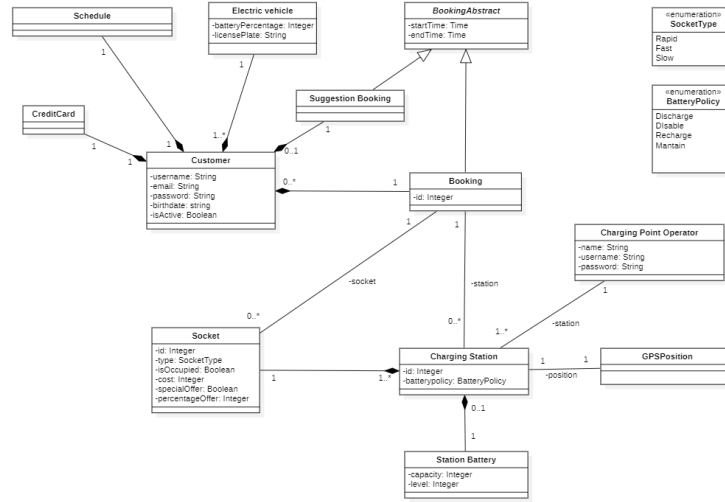 Schedule
1
Electric vehicle
-batteryPercentage: Integer
-licensePlate: String
1
BookingAbstract
-startTime: Time
-endTime: Time
«enumeration»
SocketType
Rapid
Fast
Slow
«enumeration»
BatteryPolicy
Discharge
DIsable
Recharge
Mantain
CreditCard
1
Suggestion Booking
1
0..1
1..*
1
1
Customer
-username: String
-email: String
-password: String
-birthdate: string
-isActive: Boolean
0..*
1
Booking
-id: Integer
1
1
-socket
0..*
-station
0..*
Charging Point Operator
-name: String
-username: String
-password: String
1
-station
1..*
Socket
-id: Integer
-type: SocketType
-isOccupied: Boolean
-cost: Integer
-specialOffer: Boolean
-percentageOffer: Integer
1
1..*
Charging Station
-id: Integer
-batterypolicy: BatteryPolicy
1
1
-position
GPSPosition
0..1
1
Station Battery
-capacity: Integer
-level: Integer